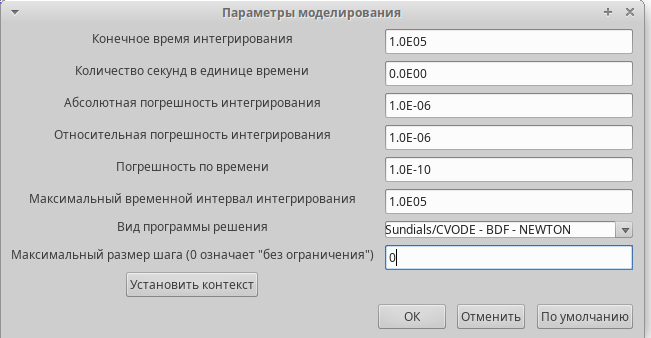 Параметры моделирования
Конечное время интегрирования 1.0E05
Количество секунд в единице времени 0.0E00
Абсолютная погрешность интегрирования 1.0E-06
Относительная погрешность интегрирования 1.0E-06
Погрешность по времени 1.0E-10
Максимальный временной интервал интегрирования 1.0E05
Вид программы решения Sundials/CVODE - BDF - NEWTON
Максимальный размер шага (0 означает "без ограничения") 0
Установить контекст
ОК Отменить По умолчанию